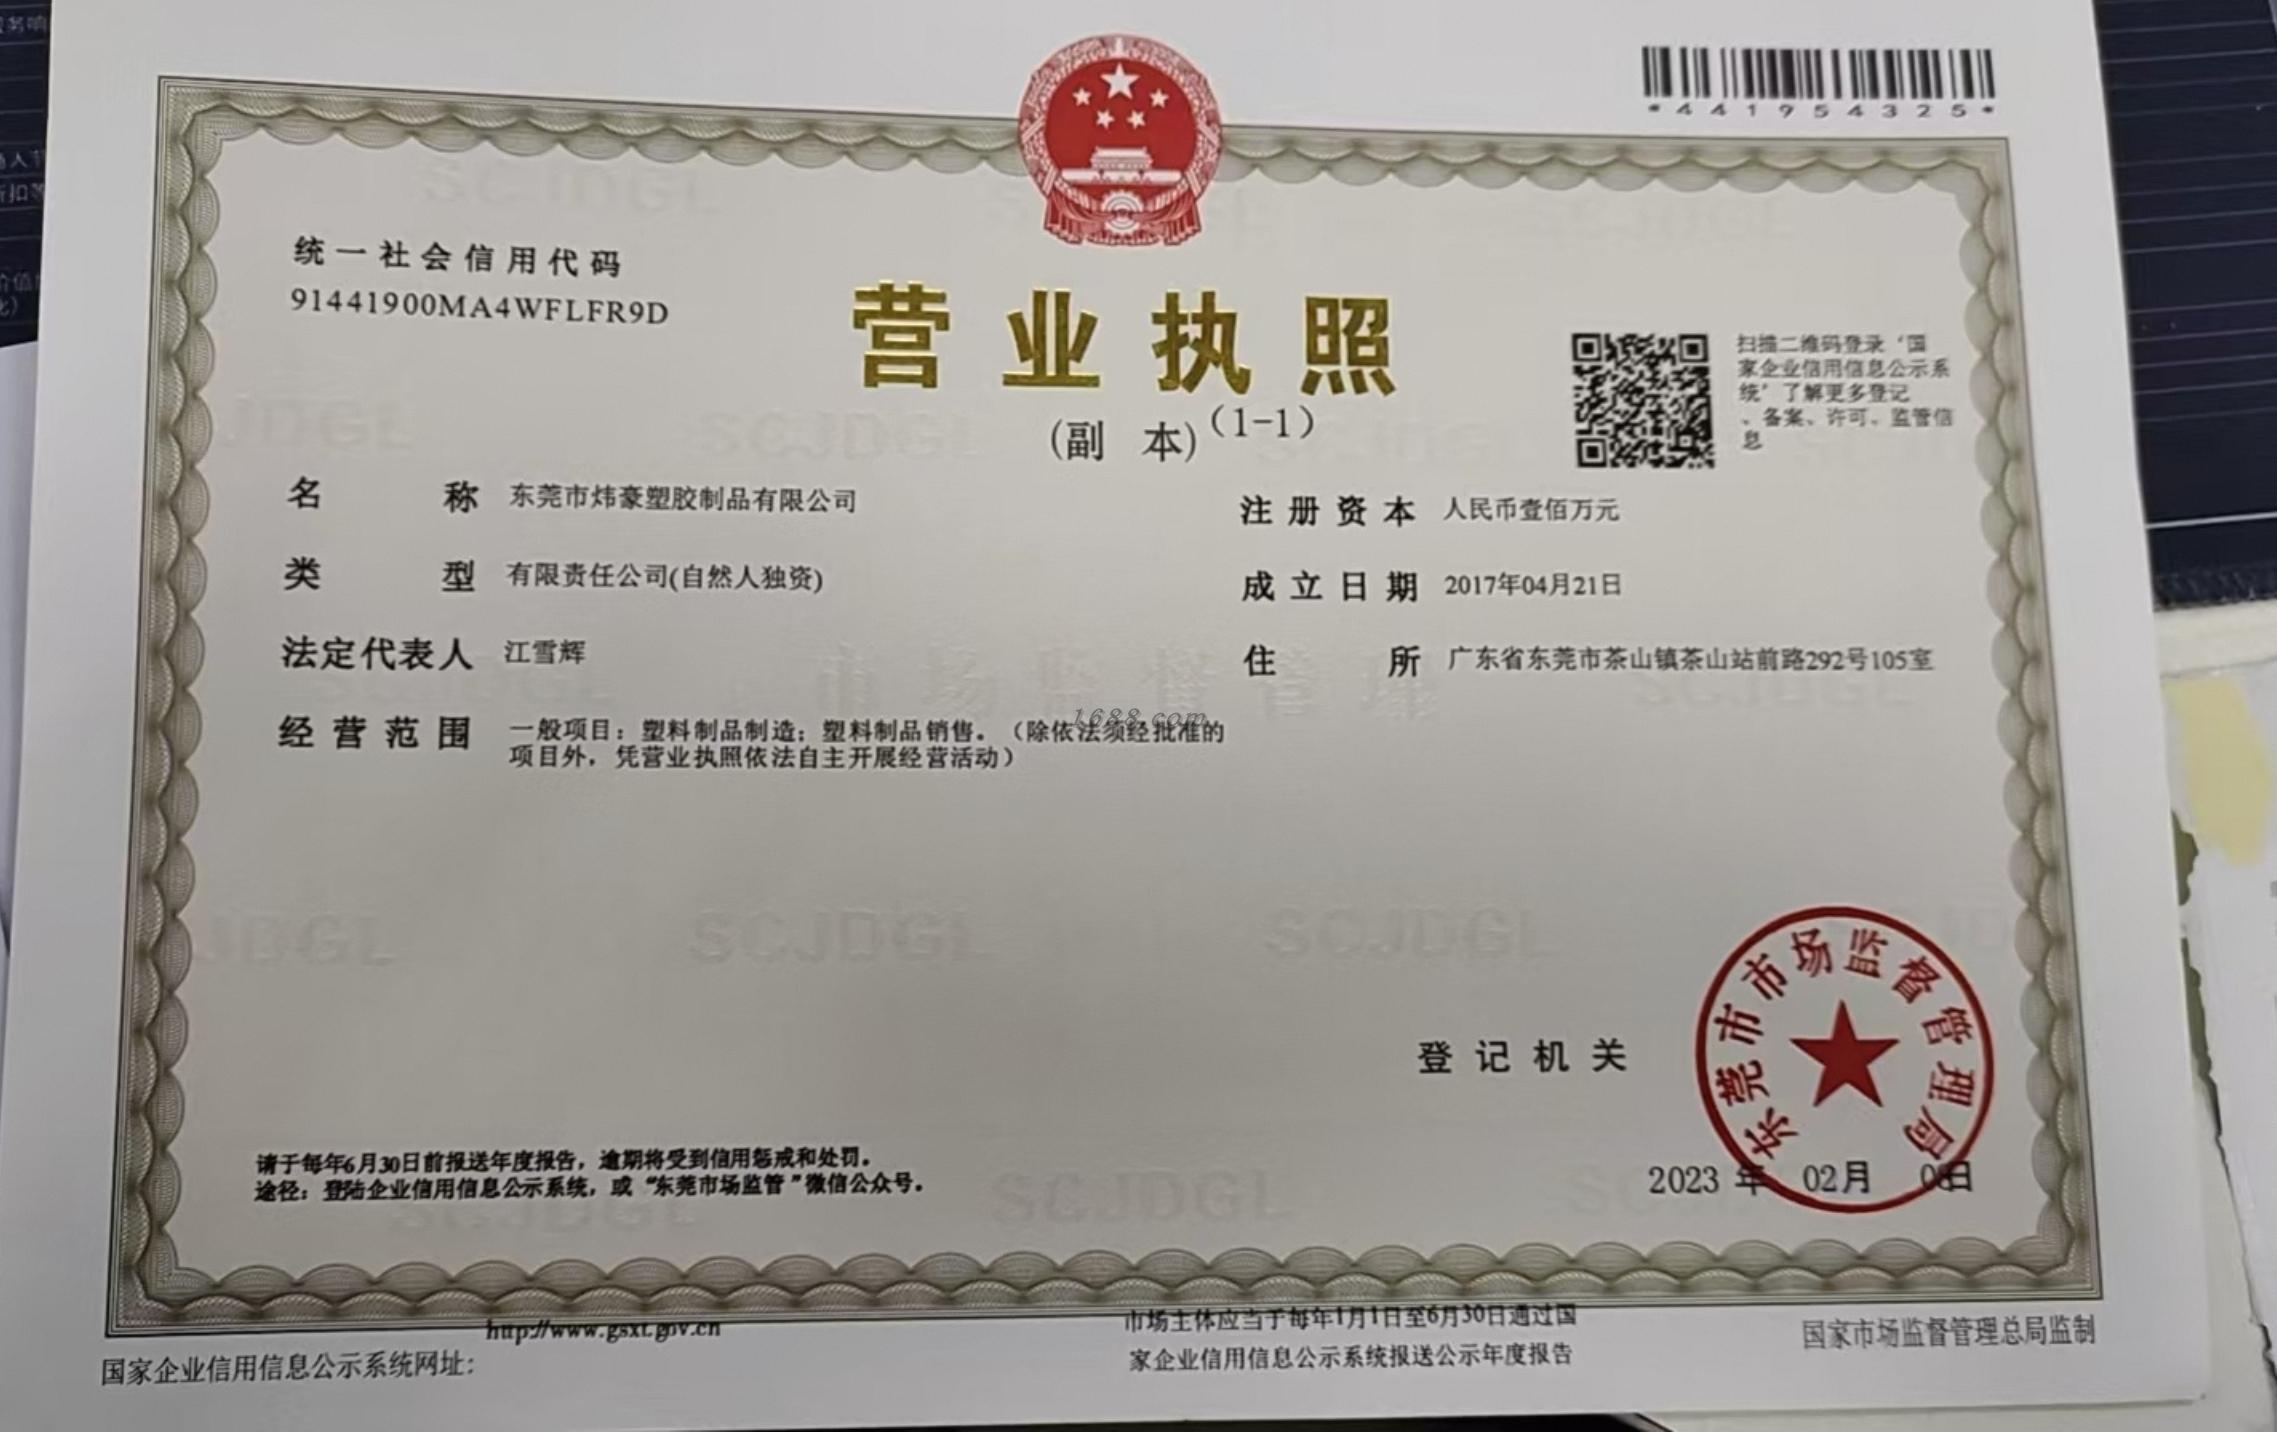 *441954325*
统一社会信用代码
91441900MA4WFLFR9D
营业执照
(副 本)(1-1)
扫描二维码登录‘国
家企业信用信息公示系
统’了解更多登记
、备案、许可、监管信
息
名 称 东莞市炜豪塑胶制品有限公司
注册资本 人民币壹佰万元
类 型 有限责任公司(自然人独资)
成立日期 2017年04月21日
法定代表人 江雪辉
住 所 广东省东莞市茶山镇茶山站前路292号105室
经营范围 一般项目：塑料制品制造；塑料制品销售。（除依法须经批准的
项目外，凭营业执照依法自主开展经营活动）
1688.com
市场监督管理
SCJDGL
登记机关
东莞市市场监督管理局
2023 年 02月 08日
请于每年6月30日前报送年度报告，逾期将受到信用惩戒和处罚。
途径：登陆企业信用信息公示系统，或“东莞市场监管”微信公众号。
http://www.gsxt.gov.cn
国家企业信用信息公示系统网址：
市场主体应当于每年1月1日至6月30日通过国
家企业信用信息公示系统报送公示年度报告
国家市场监督管理总局监制